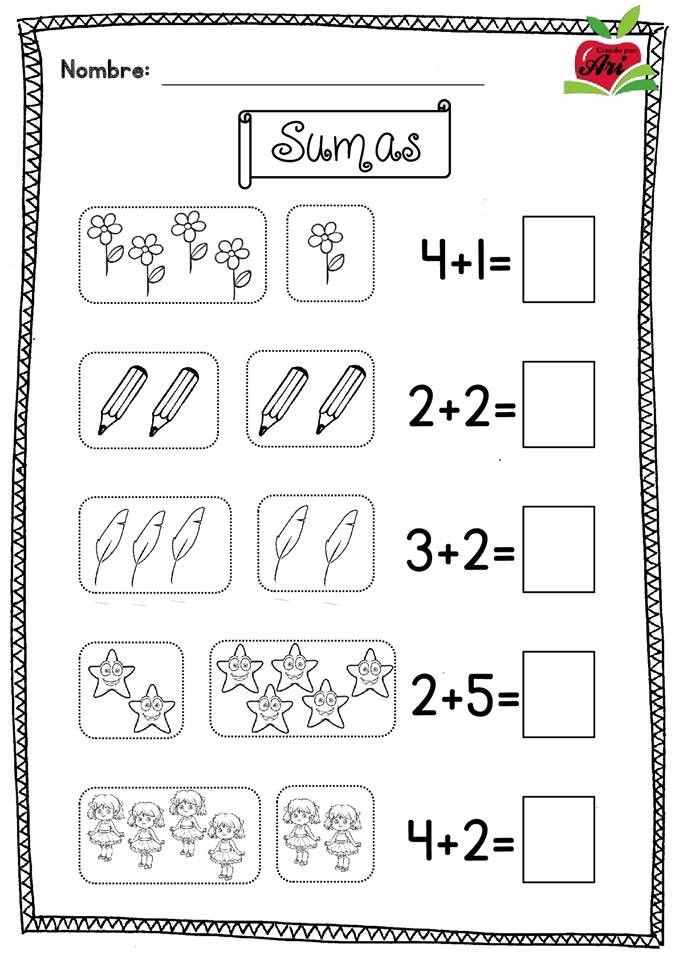 Creado por:
Ari
Nombre:
Sumas
4+1=
2+2=
3+2=
2+5=
4+2=